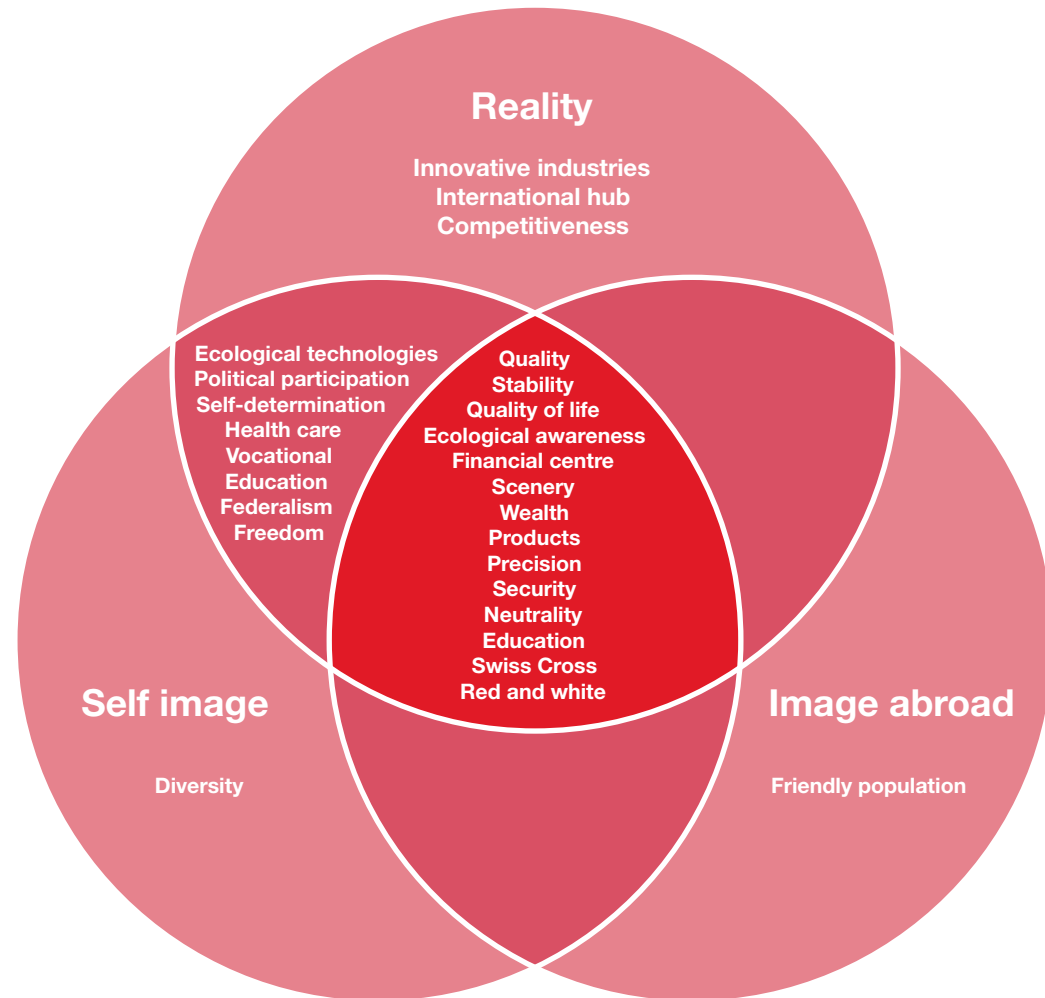 Reality
Innovative industries
International hub
Competitiveness
Ecological technologies
Political participation
Self-determination
Health care
Vocational
Education
Federalism
Freedom
Quality
Stability
Quality of life
Ecological awareness
Financial centre
Scenery
Wealth
Products
Precision
Security
Neutrality
Education
Swiss Cross
Red and white
Self image
Diversity
Image abroad
Friendly population